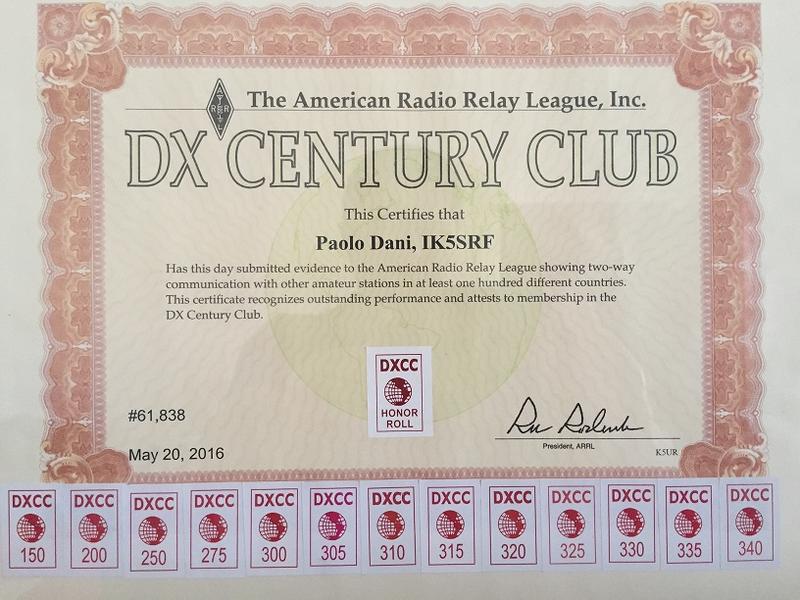 The American Radio Relay League, Inc.
A
R R
L
DX CENTURY CLUB
This Certifies that
Paolo Dani, IK5SRF
Has this day submitted evidence to the American Radio Relay League showing two-way
communication with other amateur stations in at least one hundred different countries.
This certificate recognizes outstanding performance and attests to membership in the
DX Century Club.
DXCC
HONOR
ROLL
#61,838
May 20, 2016
President, ARRL
K5UR
DXCC
150
DXCC
200
DXCC
250
DXCC
275
DXCC
300
DXCC
305
DXCC
310
DXCC
315
DXCC
320
DXCC
325
DXCC
330
DXCC
335
DXCC
340